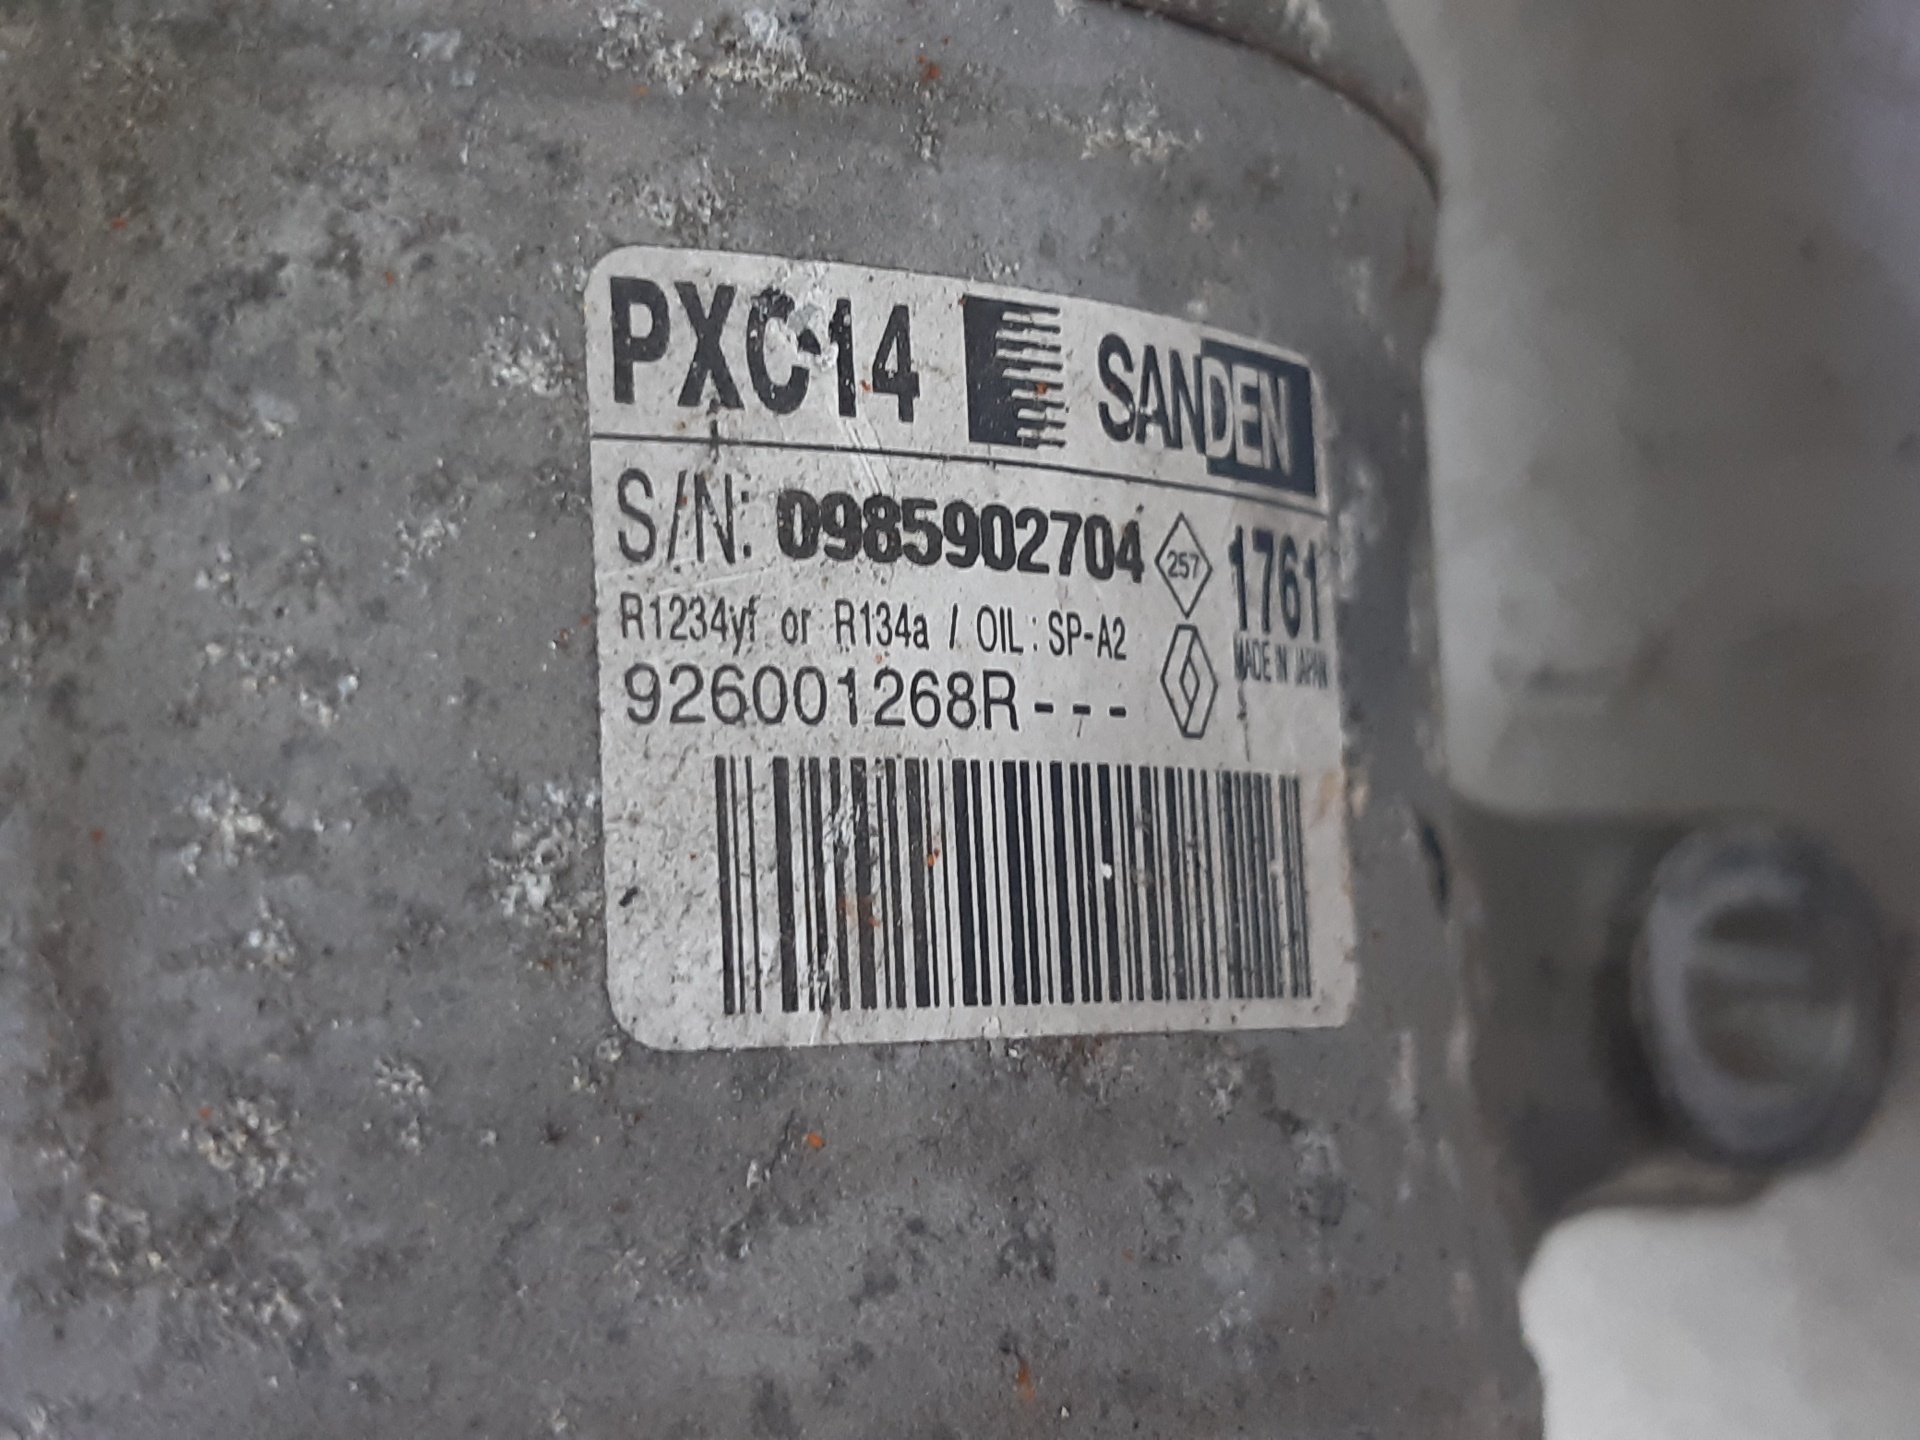 PXC14 SANDEN
S/N: 0985902704 257 1761
R1234yf or R134a / OIL : SP-A2 MADE IN JAPAN
926001268R---